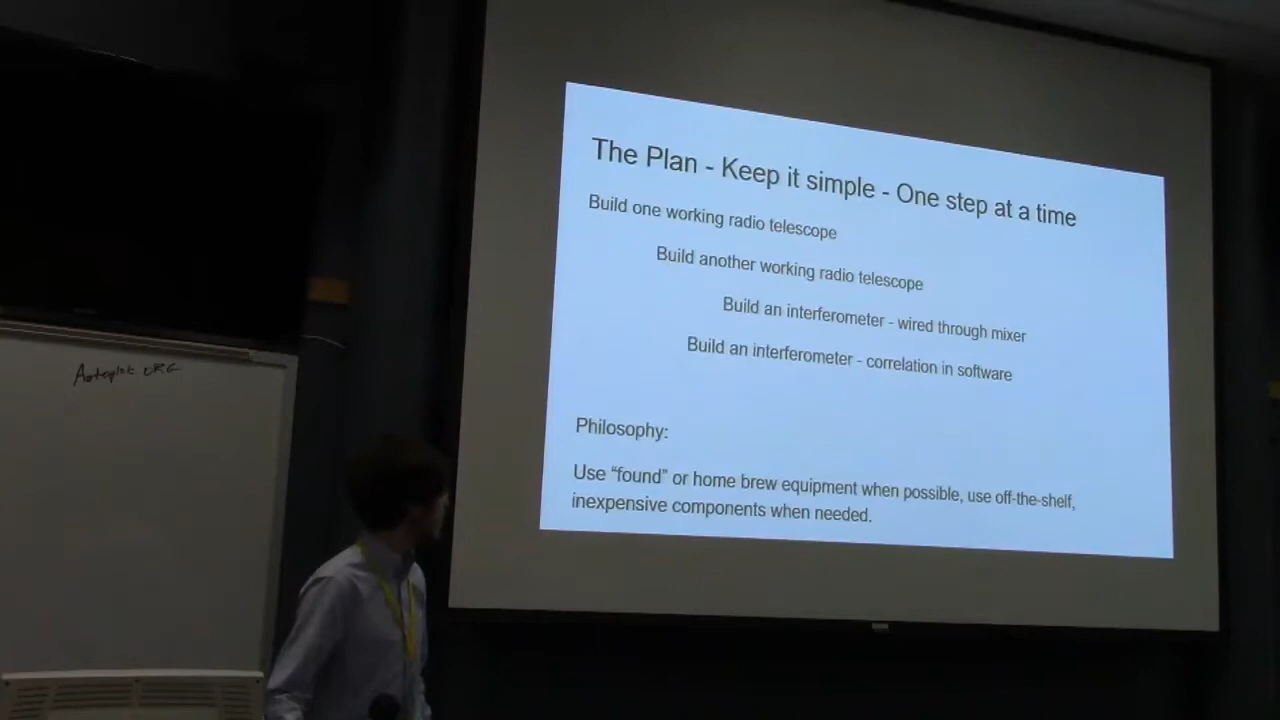 The Plan - Keep it simple - One step at a time
Build one working radio telescope
Build another working radio telescope
Build an interferometer - wired through mixer
Build an interferometer - correlation in software
Philosophy:
Use “found” or home brew equipment when possible, use off-the-shelf,
inexpensive components when needed.